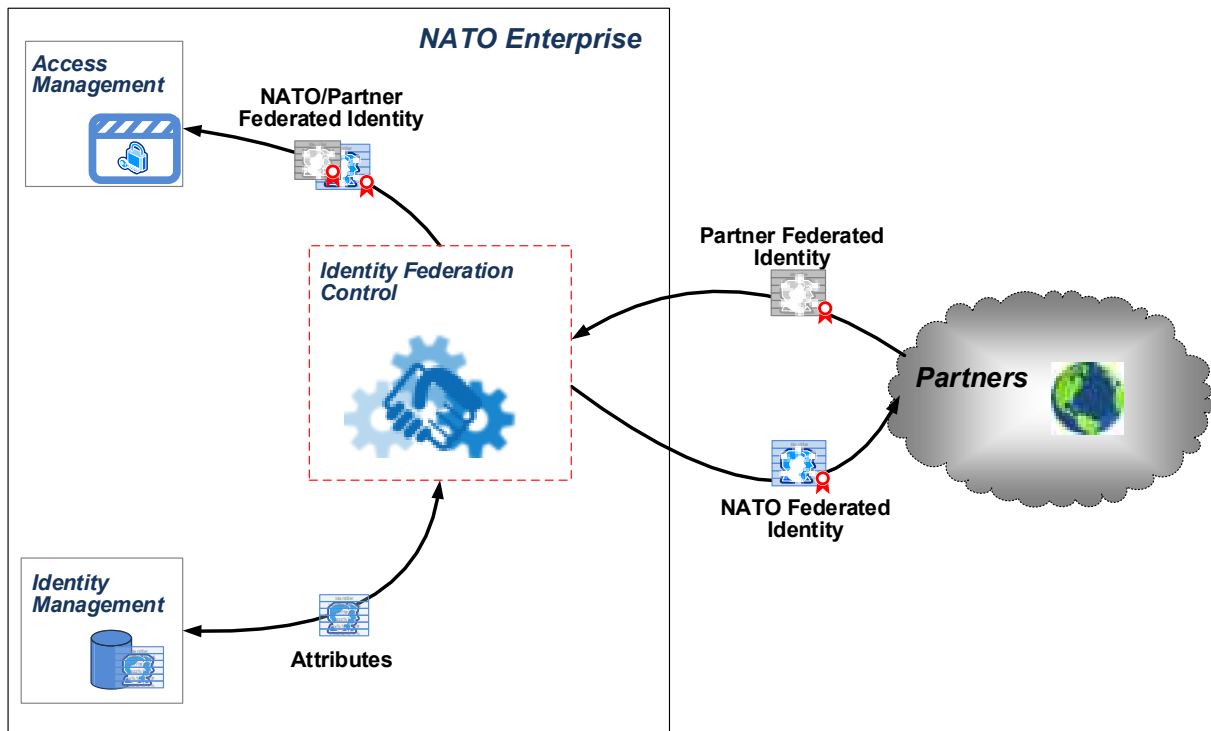 NATO Enterprise
Access
Management
NATO/Partner
Federated Identity
Identity Federation
Control
Partner Federated
Identity
Partners
NATO Federated
Identity
Identity
Management
Attributes